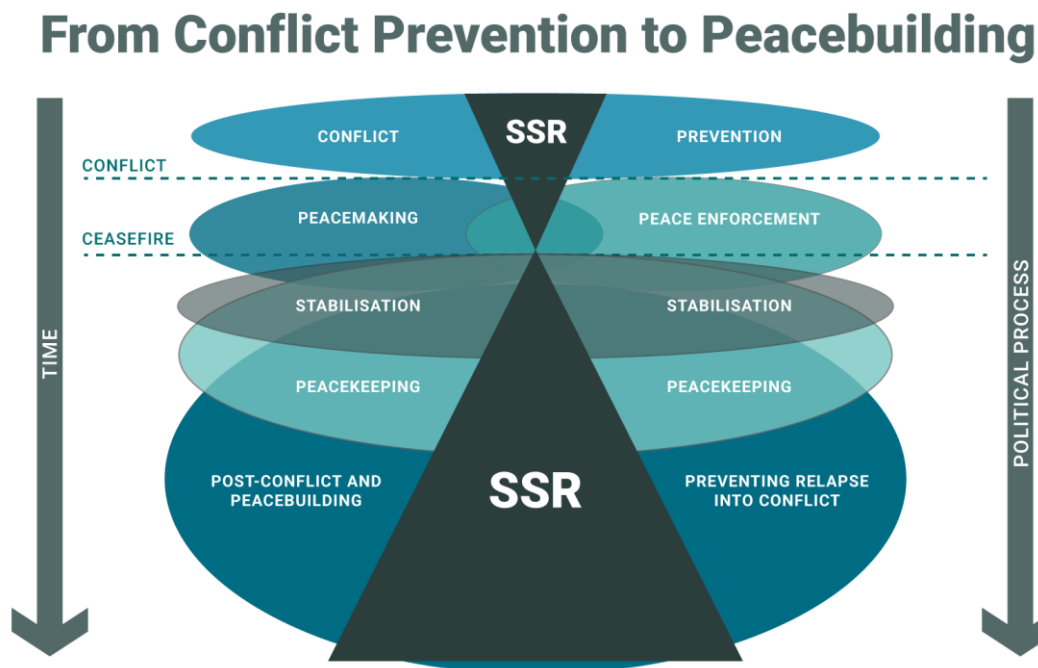 From Conflict Prevention to Peacebuilding
CONFLICT
SSR
PREVENTION
CONFLICT
PEACEMAKING
PEACE ENFORCEMENT
CEASEFIRE
STABILISATION
STABILISATION
TIME
POLITICAL PROCESS
PEACEKEEPING
PEACEKEEPING
POST-CONFLICT AND
PEACEBUILDING
SSR
PREVENTING RELAPSE
INTO CONFLICT